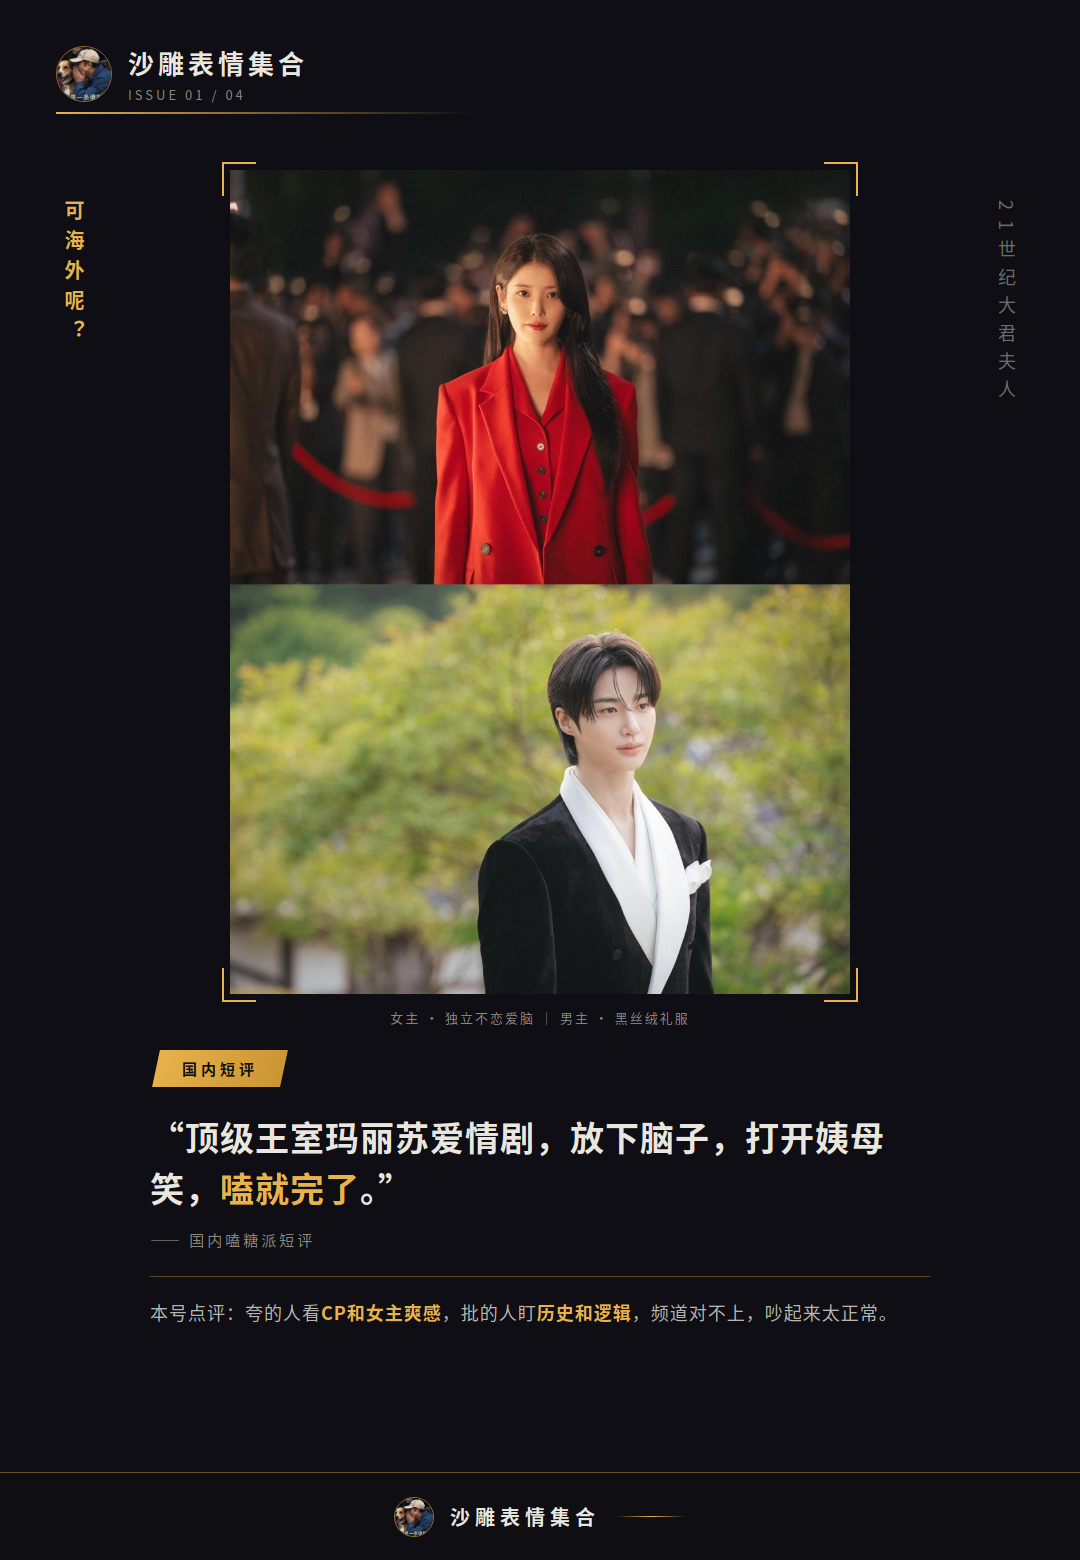 沙雕表情集合
ISSUE 01 / 04
可海外呢？
21世纪大君夫人
女主 · 独立不恋爱脑 ｜ 男主 · 黑丝绒礼服
国内短评
“顶级王室玛丽苏爱情剧，放下脑子，打开姨母
笑，嗑就完了。”
—— 国内嗑糖派短评
本号点评：夸的人看CP和女主爽感，批的人盯历史和逻辑，频道对不上，吵起来太正常。
沙雕表情集合